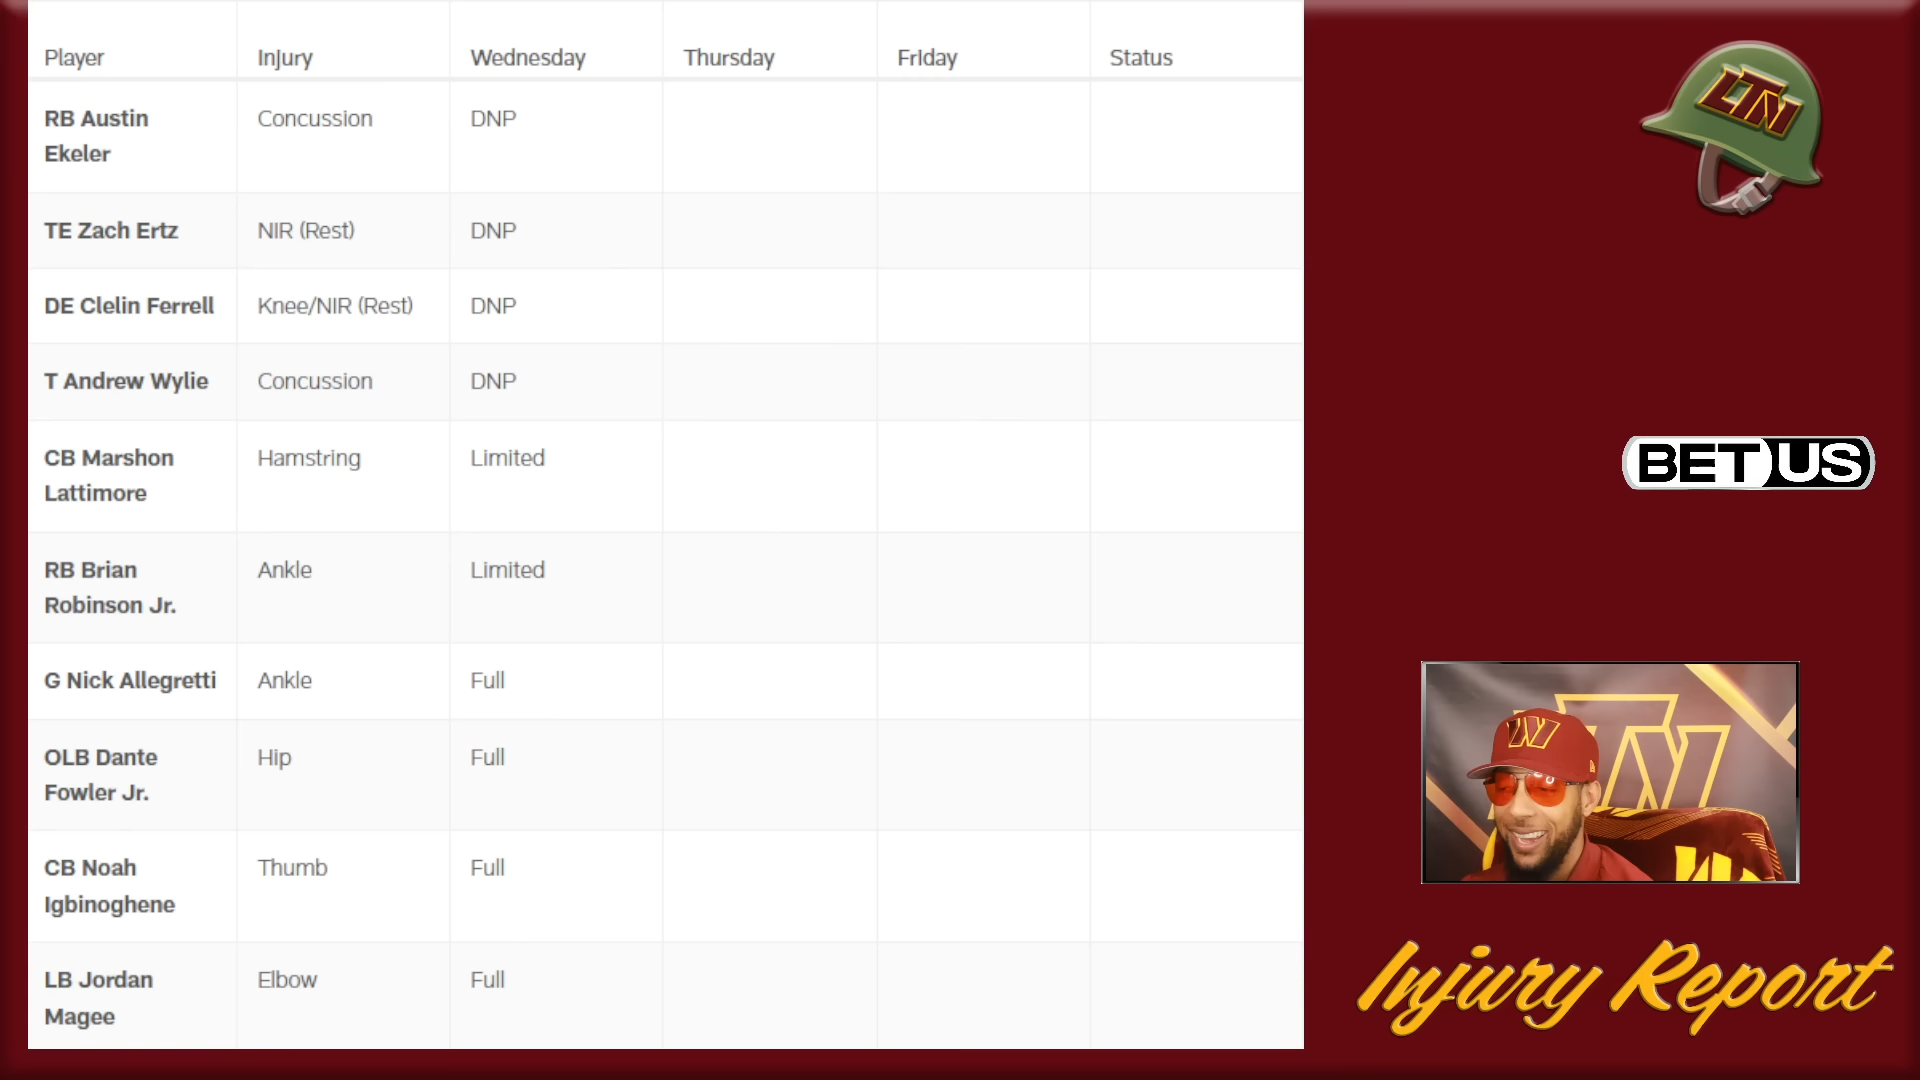 Player Injury Wednesday Thursday Friday Status
RB Austin
Ekeler
Concussion DNP
TE Zach Ertz NIR (Rest) DNP
DE Clelin Ferrell Knee/NIR (Rest) DNP
T Andrew Wylie Concussion DNP
CB Marshon
Lattimore
Hamstring Limited
RB Brian
Robinson Jr.
Ankle Limited
G Nick Allegretti Ankle Full
OLB Dante
Fowler Jr.
Hip Full
CB Noah
Igbinoghene
Thumb Full
LB Jordan
Magee
Elbow Full
LTN
BETUS
W
LTN
Injury Report